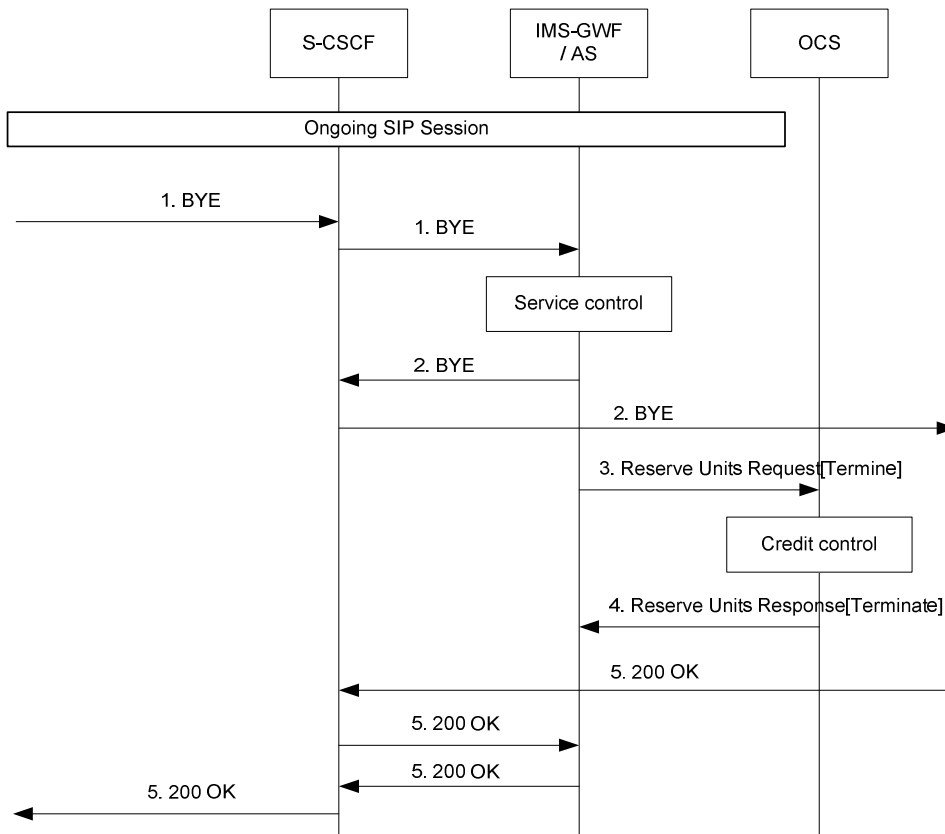 S-CSCF
IMS-GWF
/ AS
OCS
Ongoing SIP Session
1. BYE
1. BYE
Service control
2. BYE
2. BYE
3. Reserve Units Request[Termine]
Credit control
4. Reserve Units Response[Terminate]
5. 200 OK
5. 200 OK
5. 200 OK
5. 200 OK